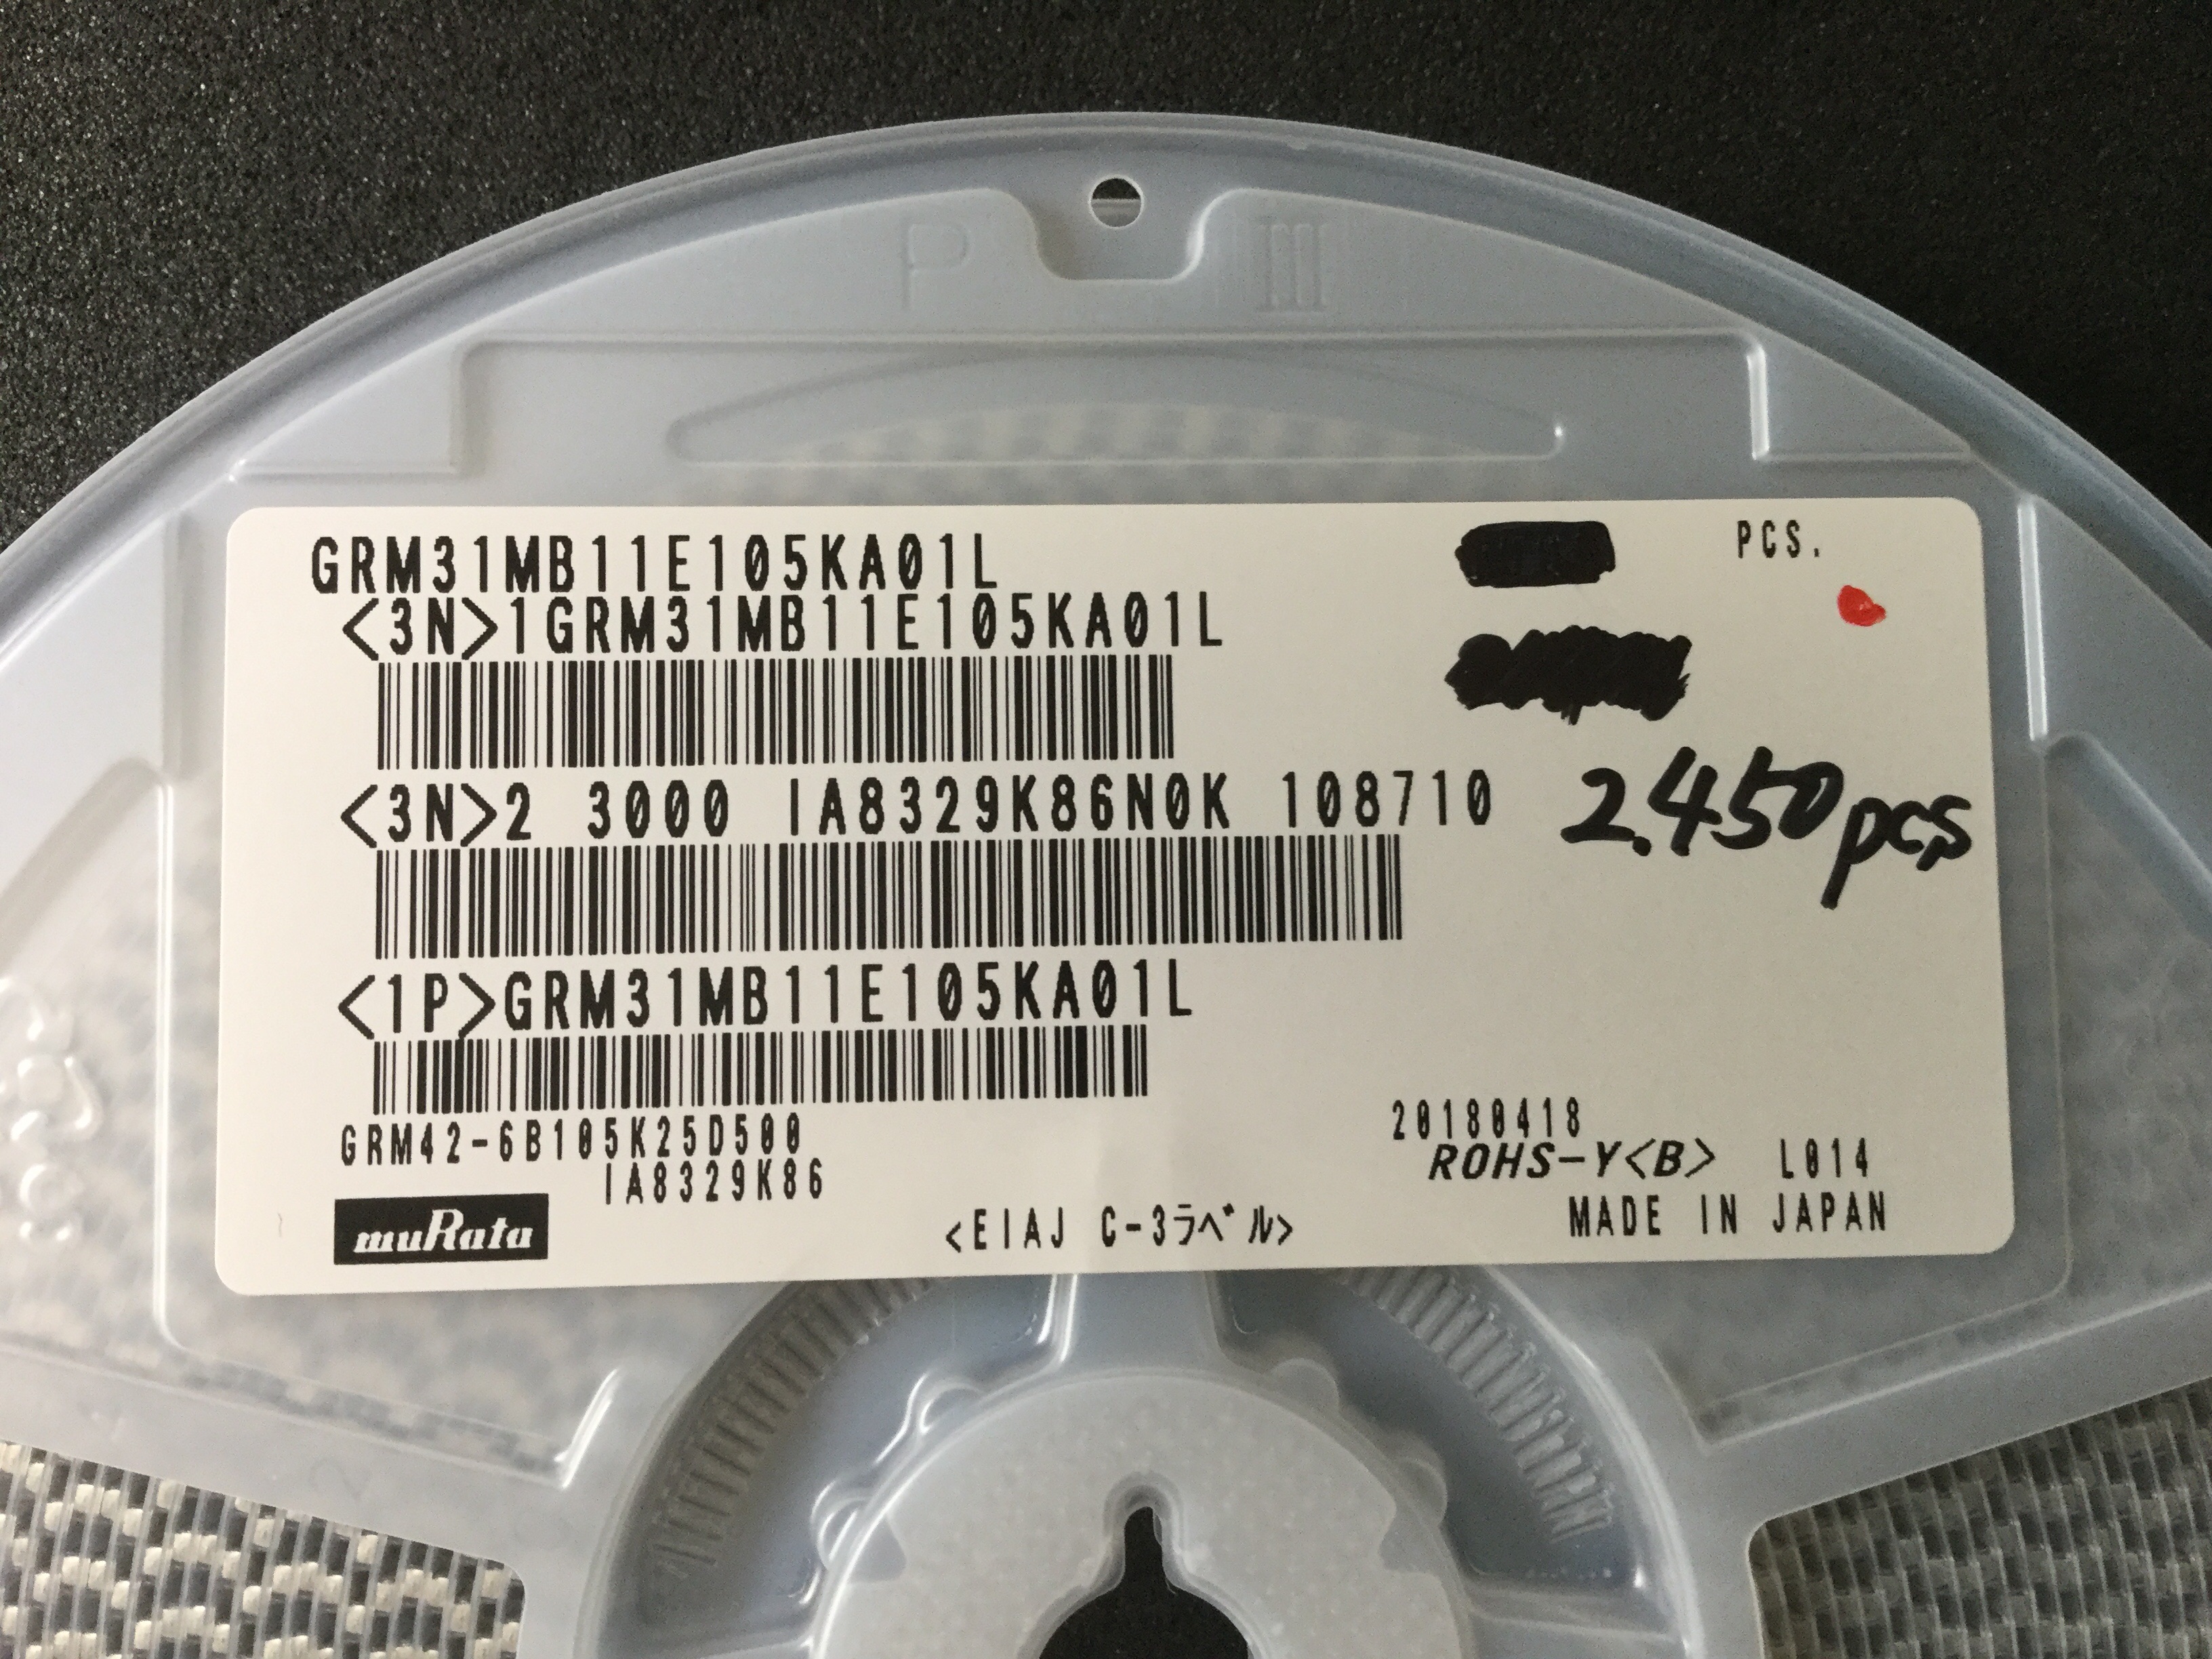 P III
GRM31MB11E105KA01L
PCS.
<3N>1GRM31MB11E105KA01L
<3N>2 3000 IA8329K86N0K 108710
2.450pcs
<1P>GRM31MB11E105KA01L
GRM42-6B105K25D500
IA8329K86
20180418
ROHS-Y<B> L014
MADE IN JAPAN
muRata
<EIAJ C-3ラベル>